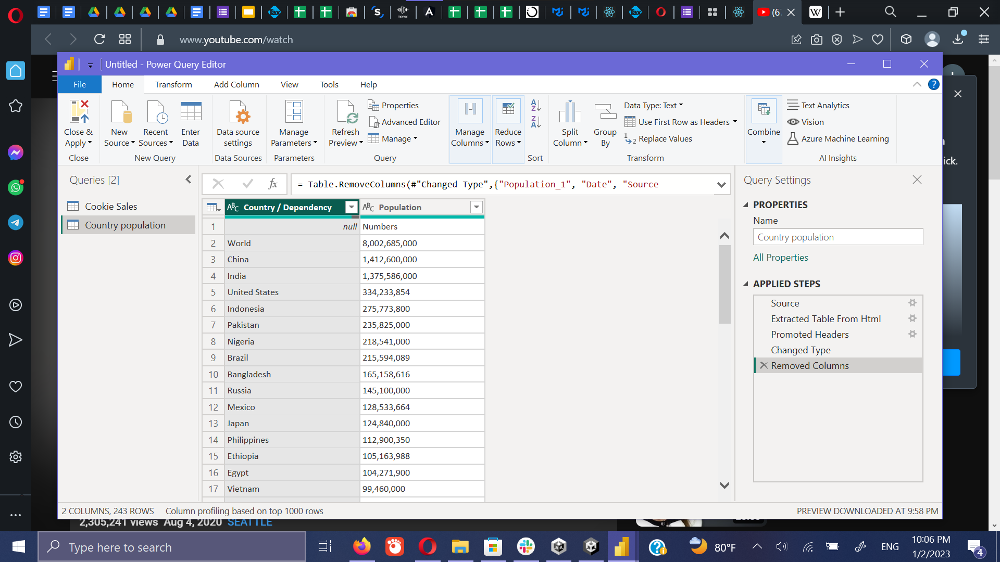 (6
www.youtube.com/watch
Untitled - Power Query Editor
File Home Transform Add Column View Tools Help
Close & Apply
Close
New Source
Recent Sources
Enter Data
New Query
Data source settings
Data Sources
Manage Parameters
Parameters
Refresh Preview
Properties
Advanced Editor
Manage
Query
Manage Columns
Reduce Rows
Sort
Split Column
Group By
Data Type: Text
Use First Row as Headers
Replace Values
Transform
Combine
Text Analytics
Vision
Azure Machine Learning
AI Insights
ick.
Queries [2]
Cookie Sales
Country population
fx
= Table.RemoveColumns(#"Changed Type",{"Population_1", "Date", "Source
Country / Dependency Population
1 null Numbers
2 World 8,002,685,000
3 China 1,412,600,000
4 India 1,375,586,000
5 United States 334,233,854
6 Indonesia 275,773,800
7 Pakistan 235,825,000
8 Nigeria 218,541,000
9 Brazil 215,594,089
10 Bangladesh 165,158,616
11 Russia 145,100,000
12 Mexico 128,533,664
13 Japan 124,840,000
14 Philippines 112,900,350
15 Ethiopia 105,163,988
16 Egypt 104,271,900
17 Vietnam 99,460,000
Query Settings
PROPERTIES
Name
Country population
All Properties
APPLIED STEPS
Source
Extracted Table From Html
Promoted Headers
Changed Type
Removed Columns
2 COLUMNS, 243 ROWS Column profiling based on top 1000 rows
PREVIEW DOWNLOADED AT 9:58 PM
2,305,241 views Aug 4, 2020 SEATTLE
Type here to search
80°F
ENG
10:06 PM
1/2/2023
4